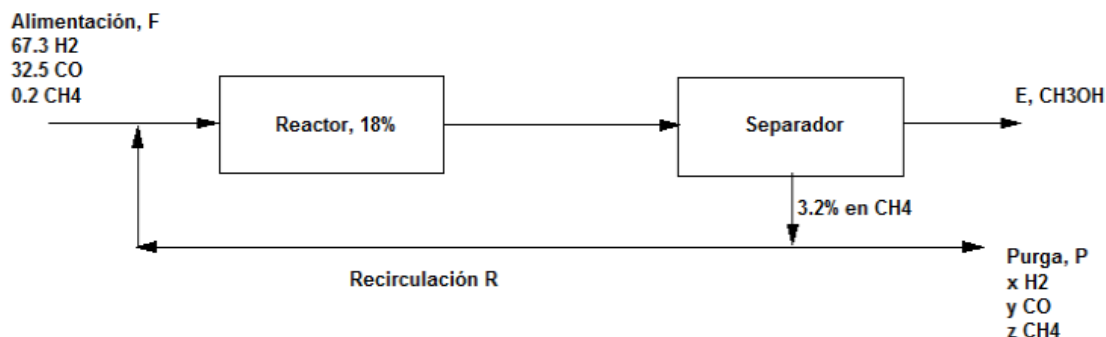 Alimentación, F
67.3 H2
32.5 CO
0.2 CH4
Reactor, 18%
Separador
E, CH3OH
3.2% en CH4
Recirculación R
Purga, P
x H2
y CO
z CH4